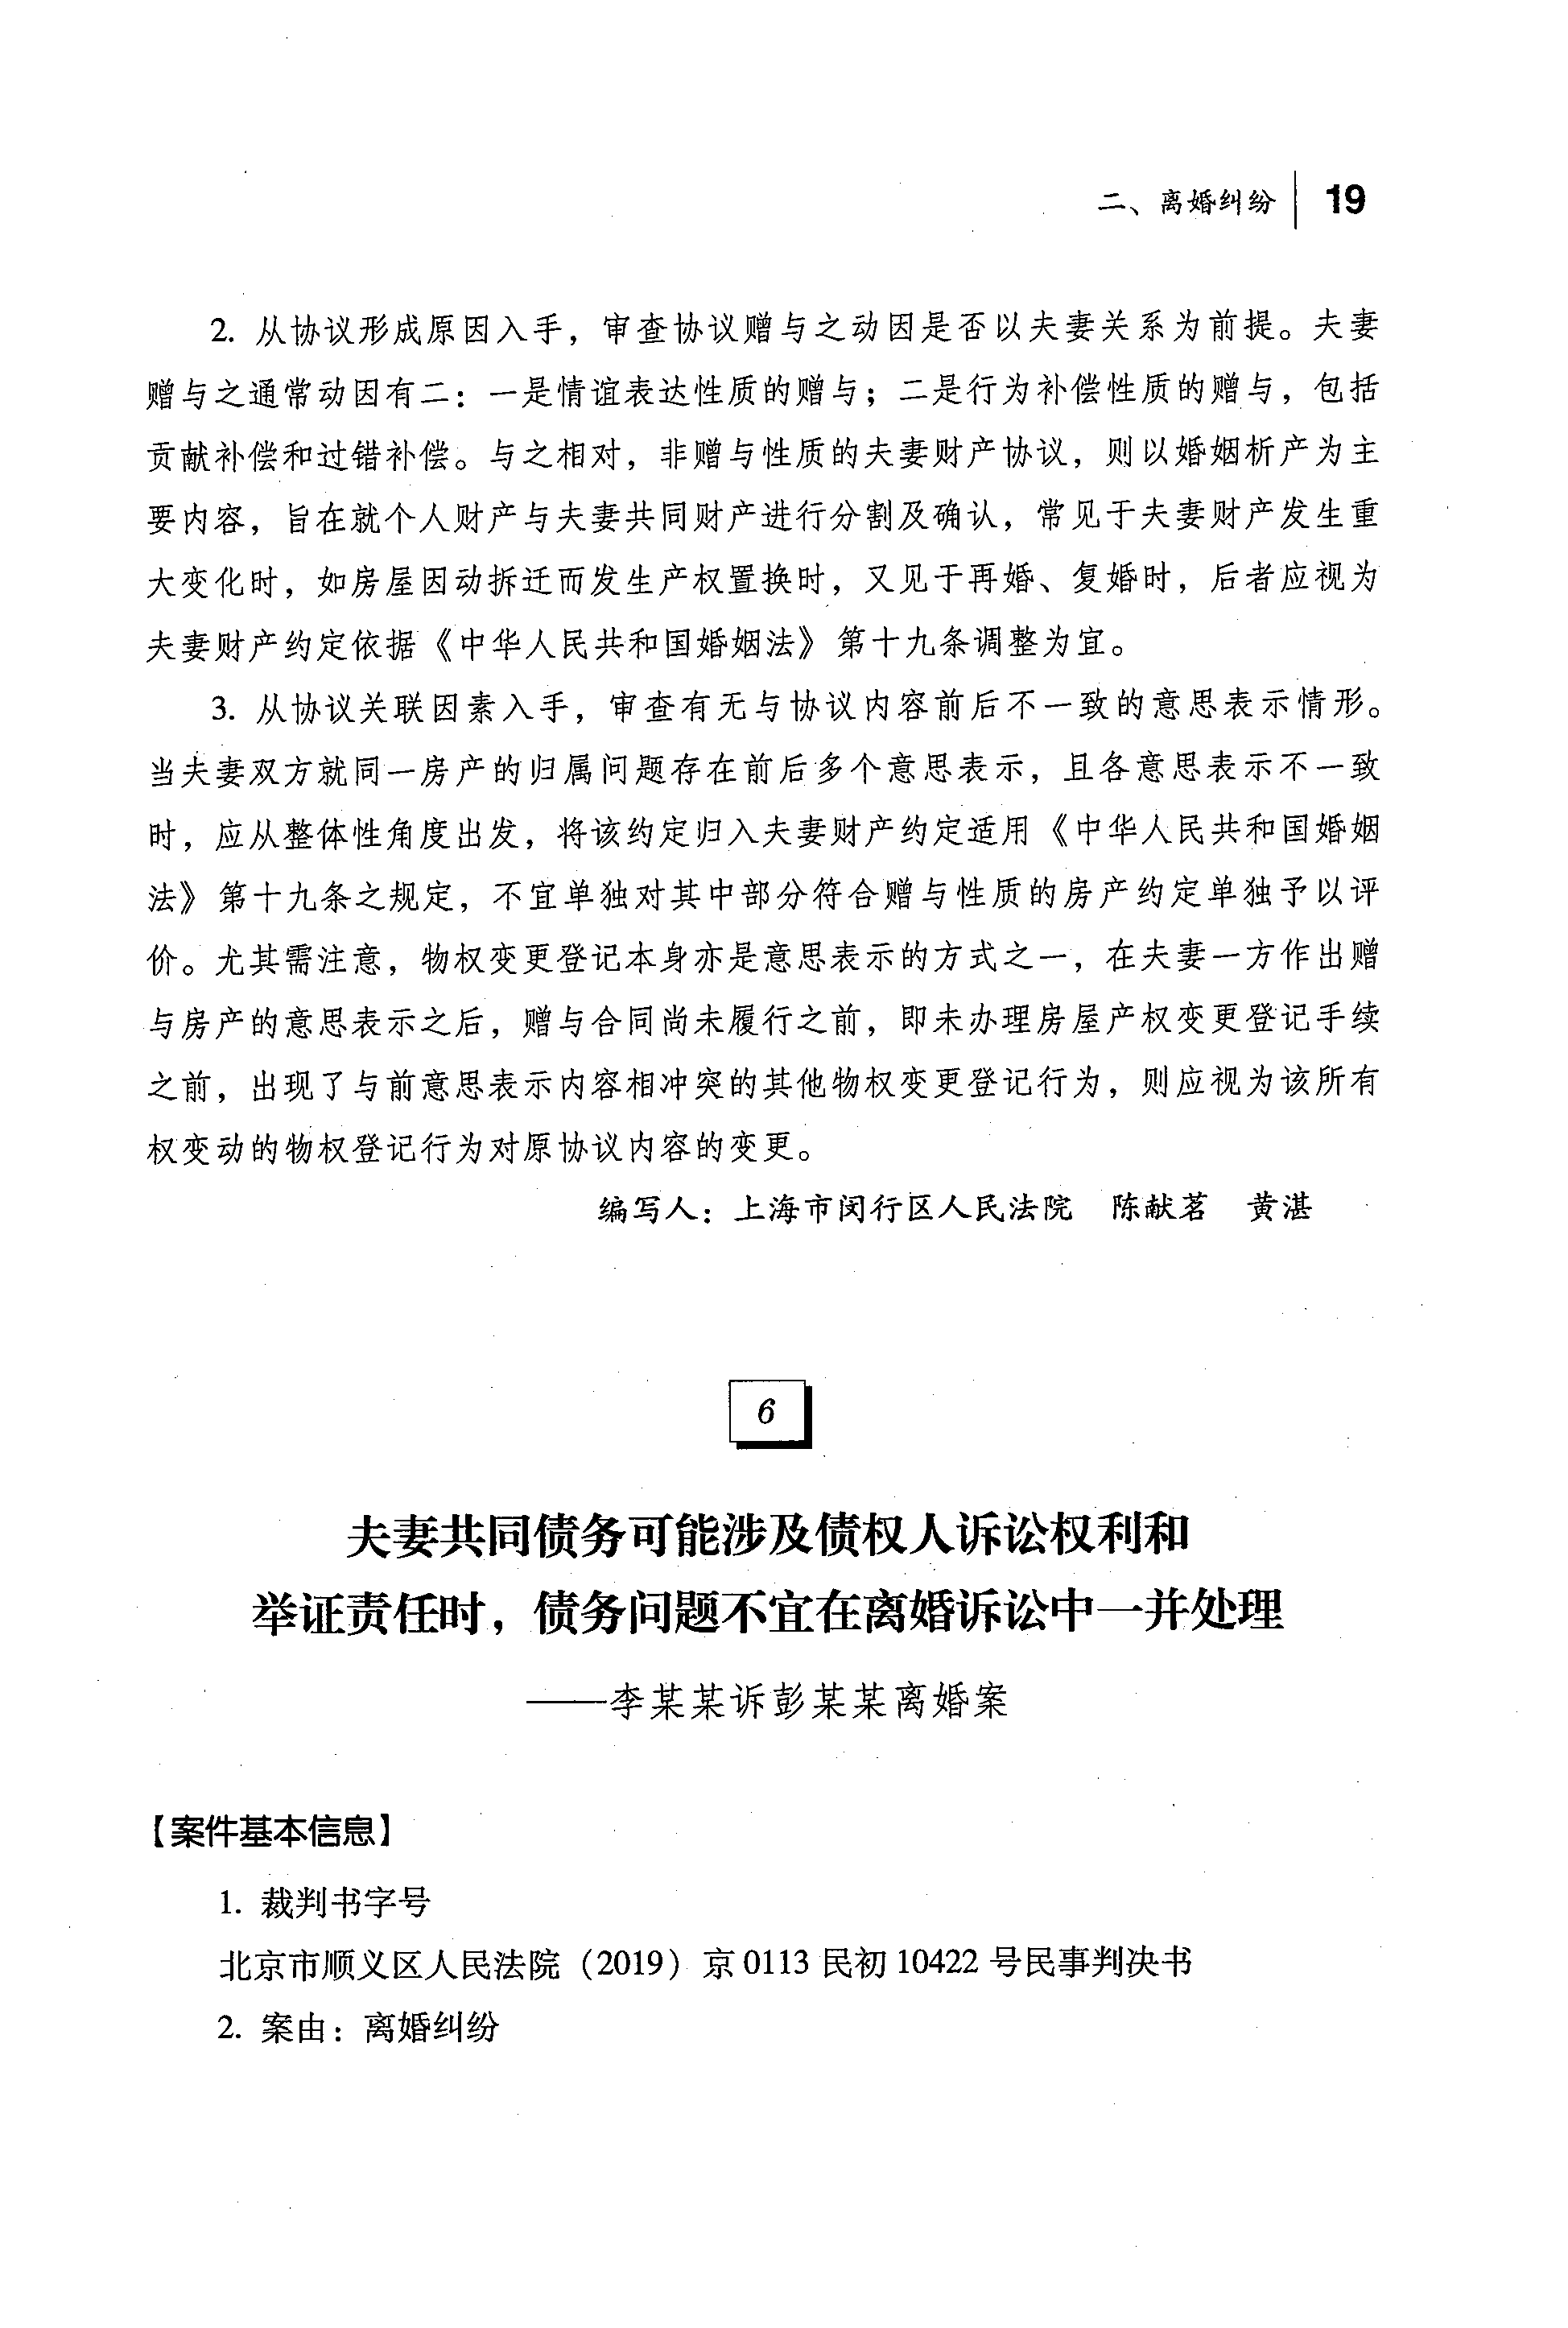 二、离婚纠纷 19
2. 从协议形成原因入手，审查协议赠与之动因是否以夫妻关系为前提。夫妻
赠与之通常动因有二：一是情谊表达性质的赠与；二是行为补偿性质的赠与，包括
贡献补偿和过错补偿。与之相对，非赠与性质的夫妻财产协议，则以婚姻析产为主
要内容，旨在就个人财产与夫妻共同财产进行分割及确认，常见于夫妻财产发生重
大变化时，如房屋因动拆迁而发生产权置换时，又见于再婚、复婚时，后者应视为
夫妻财产约定依据《中华人民共和国婚姻法》第十九条调整为宜。
3. 从协议关联因素入手，审查有无与协议内容前后不一致的意思表示情形。
当夫妻双方就同一房产的归属问题存在前后多个意思表示，且各意思表示不一致
时，应从整体性角度出发，将该约定归入夫妻财产约定适用《中华人民共和国婚姻
法》第十九条之规定，不宜单独对其中部分符合赠与性质的房产约定单独予以评
价。尤其需注意，物权变更登记本身亦是意思表示的方式之一，在夫妻一方作出赠
与房产的意思表示之后，赠与合同尚未履行之前，即未办理房屋产权变更登记手续
之前，出现了与前意思表示内容相冲突的其他物权变更登记行为，则应视为该所有
权变动的物权登记行为对原协议内容的变更。
编写人：上海市闵行区人民法院 陈献茗 黄湛
6
夫妻共同债务可能涉及债权人诉讼权利和
举证责任时，债务问题不宜在离婚诉讼中一并处理
——李某某诉彭某某离婚案
【案件基本信息】
1. 裁判书字号
北京市顺义区人民法院（2019）京0113民初10422号民事判决书
2. 案由：离婚纠纷